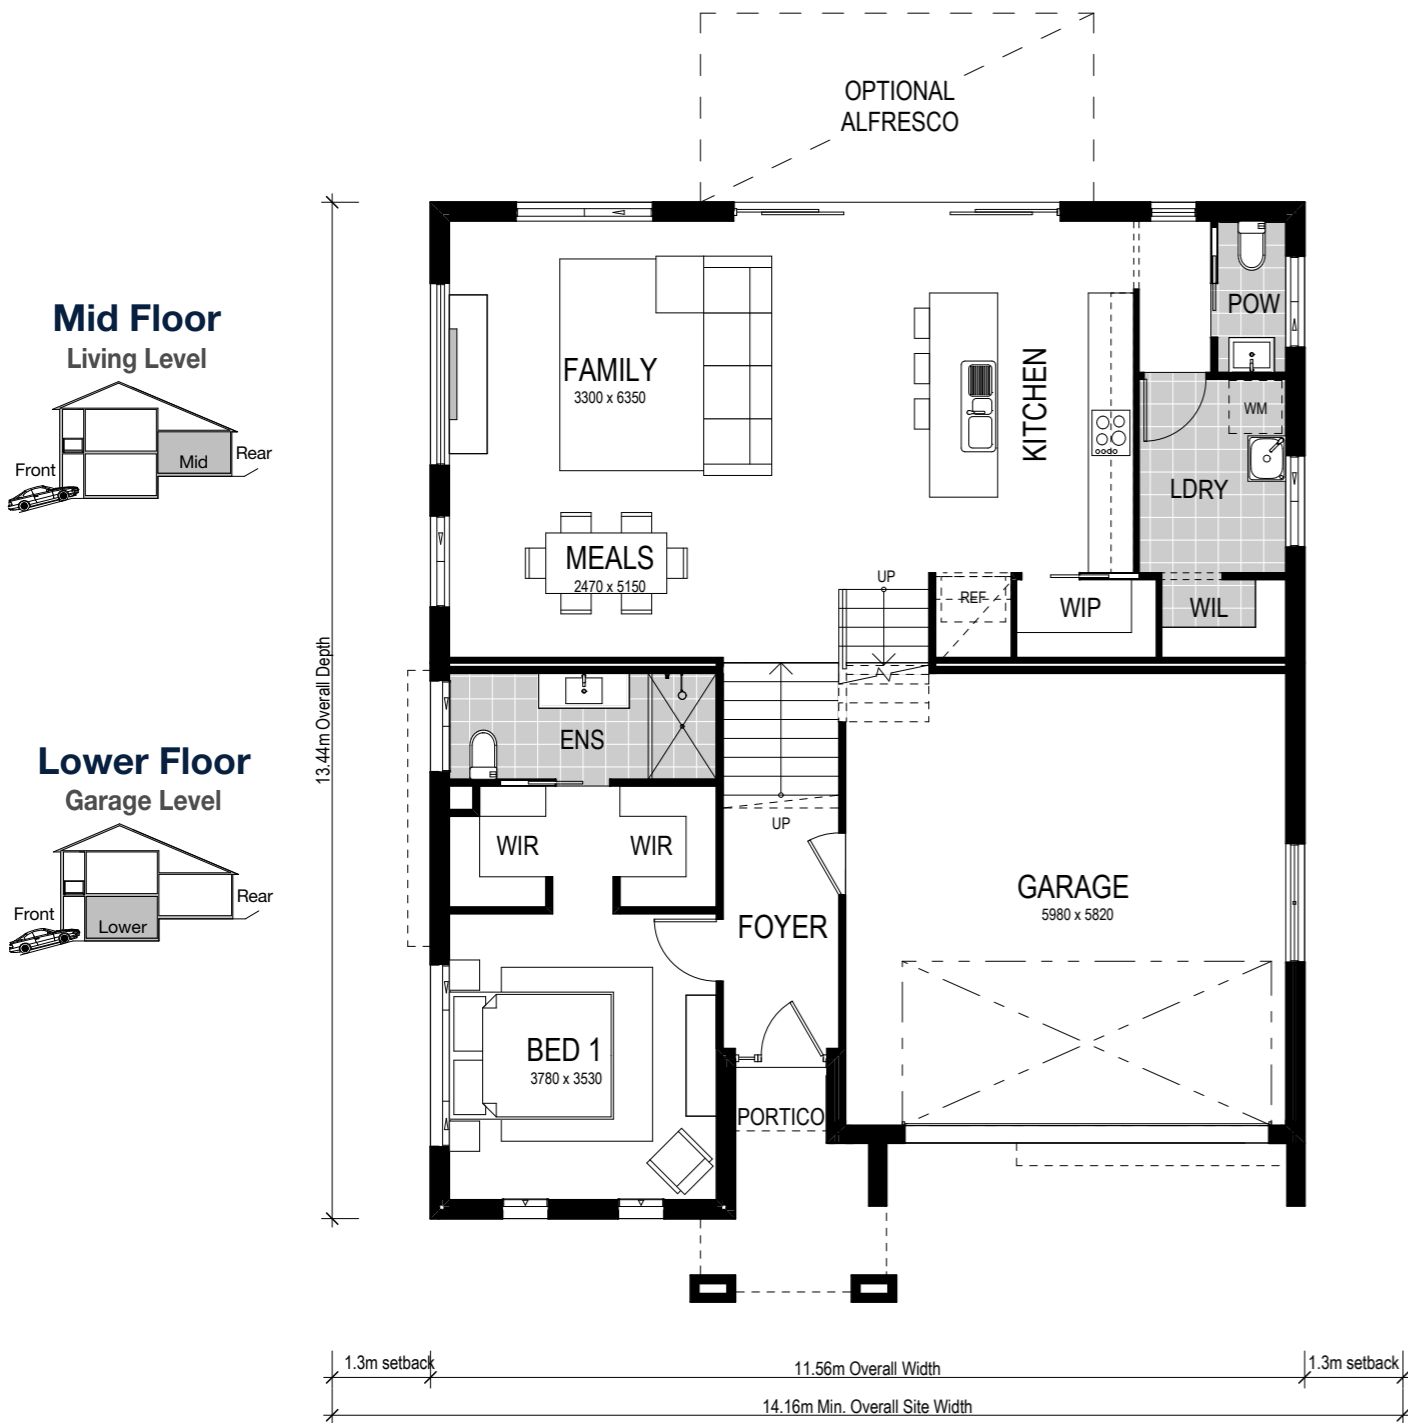 OPTIONAL
ALFRESCO
Mid Floor
Living Level
Front
Mid
Rear
FAMILY
3300 x 6350
KITCHEN
POW
WM
LDRY
MEALS
2470 x 5150
UP
REF
WIP
WIL
13.44m Overall Depth
Lower Floor
Garage Level
Front
Lower
Rear
ENS
WIR
WIR
UP
FOYER
GARAGE
5980 x 5820
BED 1
3780 x 3530
PORTICO
1.3m setback
11.56m Overall Width
1.3m setback
14.16m Min. Overall Site Width